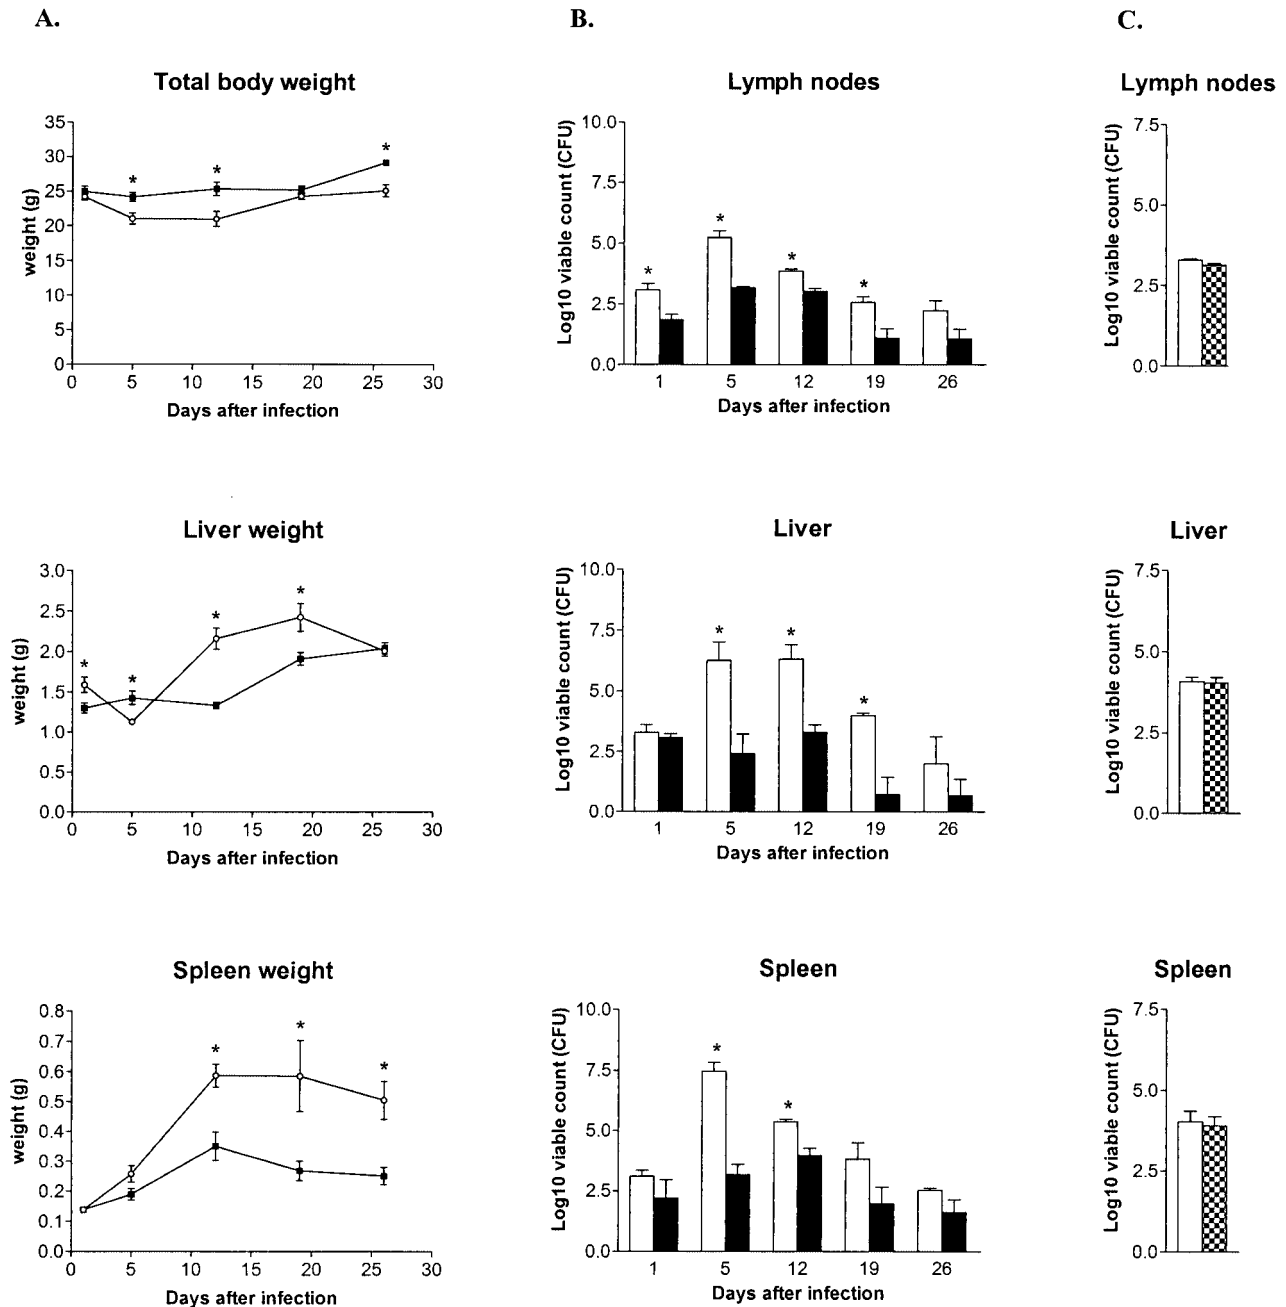 A.
B.
C.
Total body weight
Lymph nodes
Lymph nodes
weight (g)
35
30
25
20
15
10
5
0
* * *
0 5 10 15 20 25 30
Days after infection
Log10 viable count (CFU)
10.0
7.5
5.0
2.5
0.0
* * * *
1 5 12 19 26
Days after infection
Log10 viable count (CFU)
7.5
5.0
2.5
0.0
Liver weight
Liver
Liver
weight (g)
3.0
2.5
2.0
1.5
1.0
0.5
0.0
* * * *
0 5 10 15 20 25 30
Days after infection
Log10 viable count (CFU)
10.0
7.5
5.0
2.5
0.0
* * *
1 5 12 19 26
Days after infection
Log10 viable count (CFU)
7.5
5.0
2.5
0.0
Spleen weight
Spleen
Spleen
weight (g)
0.8
0.7
0.6
0.5
0.4
0.3
0.2
0.1
0.0
* * *
0 5 10 15 20 25 30
Days after infection
Log10 viable count (CFU)
10.0
7.5
5.0
2.5
0.0
* *
1 5 12 19 26
Days after infection
Log10 viable count (CFU)
7.5
5.0
2.5
0.0